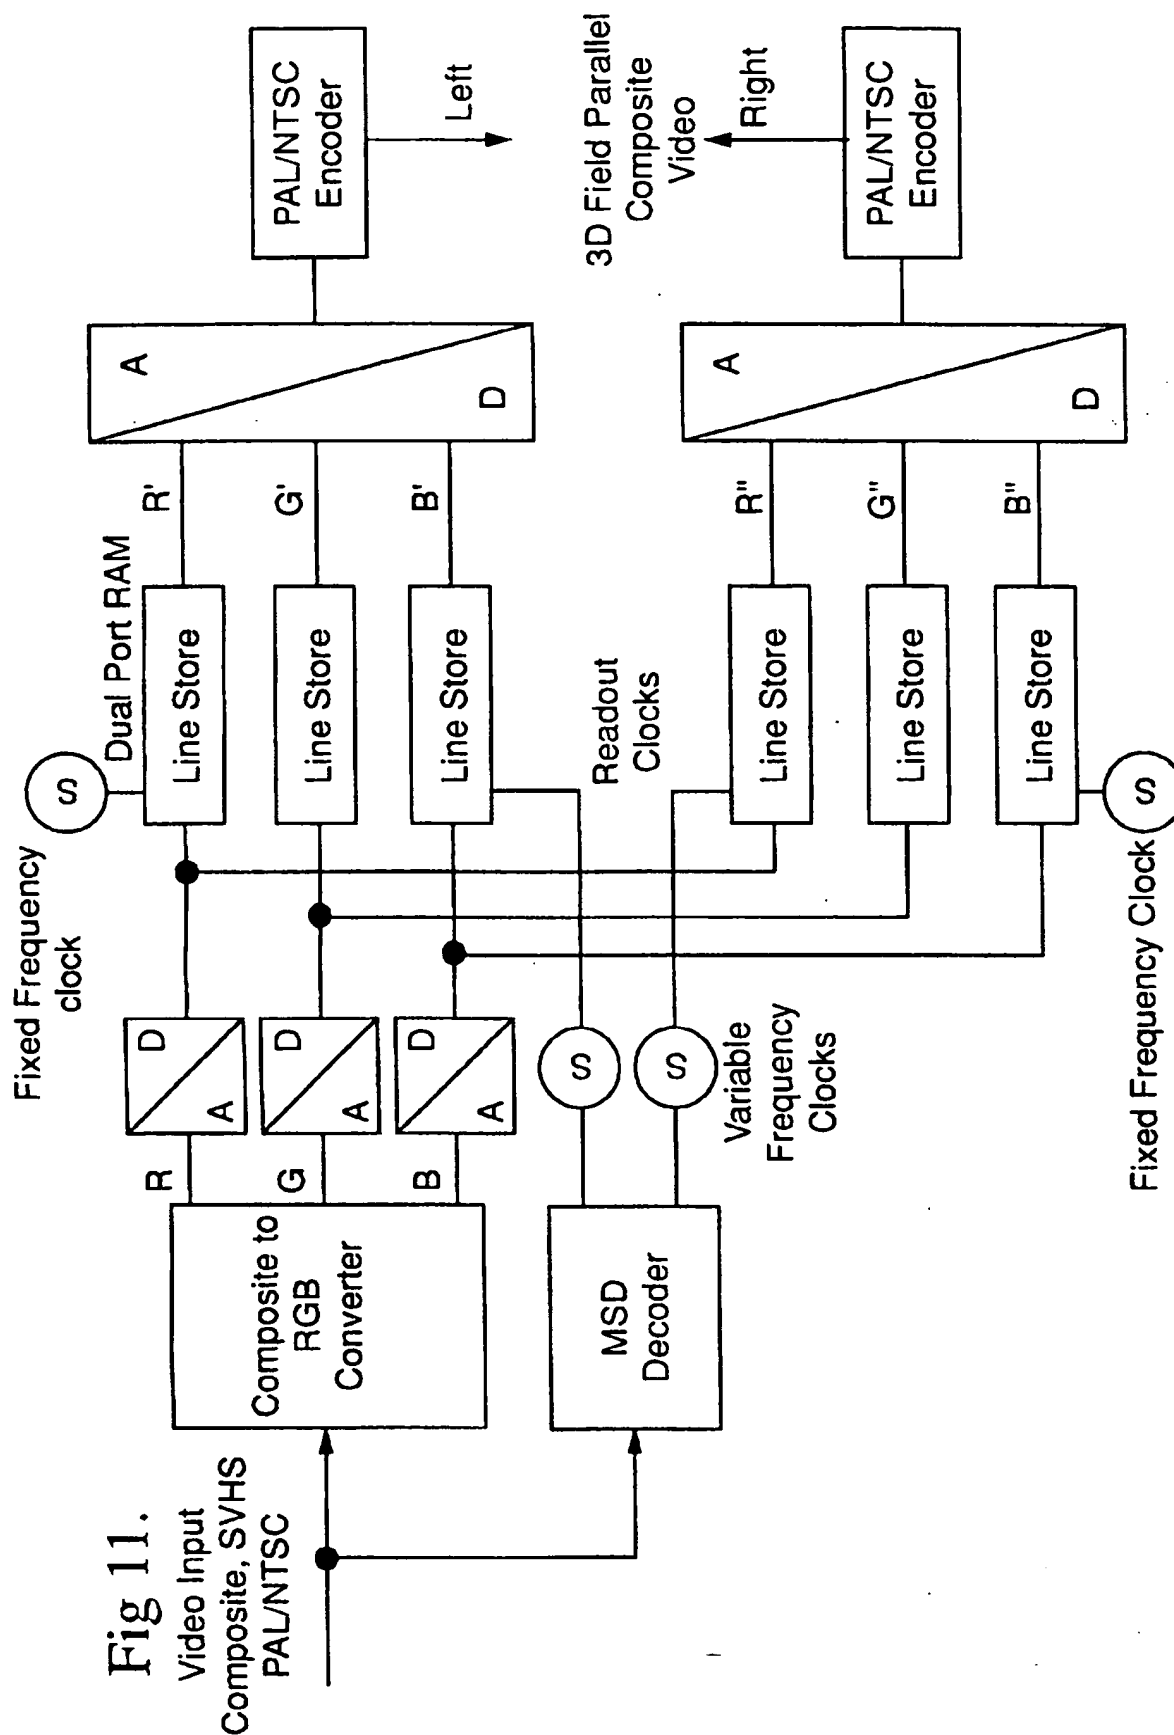 Fig 11.
Video Input
Composite, SVHS
PAL/NTSC
Composite to
RGB
Converter
MSD
Decoder
R
G
B
D
A
D
A
D
A
Fixed Frequency
clock
S
S
S
Variable
Frequency
Clocks
Dual Port RAM
Line Store
Line Store
Line Store
Readout
Clocks
Line Store
Line Store
Line Store
Fixed Frequency Clock
S
R'
G'
B'
R"
G"
B"
A
D
A
D
PAL/NTSC
Encoder
Left
3D Field Parallel
Composite
Video
Right
PAL/NTSC
Encoder